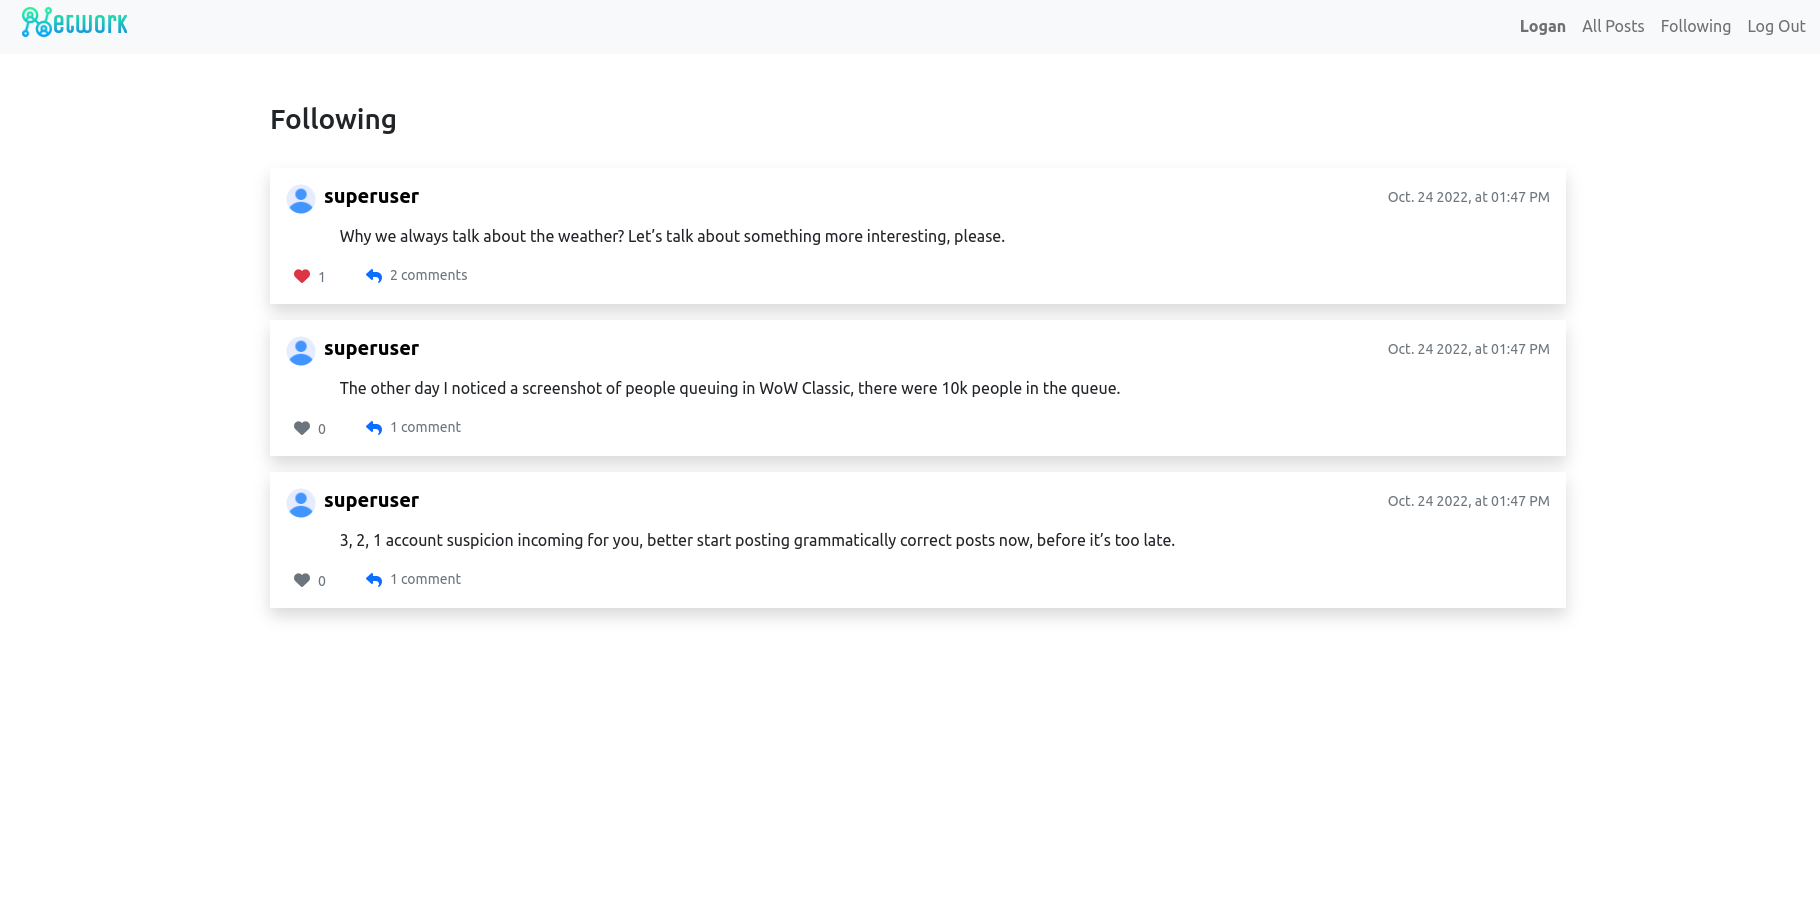 Network
Logan All Posts Following Log Out
Following
superuser Oct. 24 2022, at 01:47 PM
Why we always talk about the weather? Let’s talk about something more interesting, please.
1 2 comments
superuser Oct. 24 2022, at 01:47 PM
The other day I noticed a screenshot of people queuing in WoW Classic, there were 10k people in the queue.
0 1 comment
superuser Oct. 24 2022, at 01:47 PM
3, 2, 1 account suspicion incoming for you, better start posting grammatically correct posts now, before it’s too late.
0 1 comment